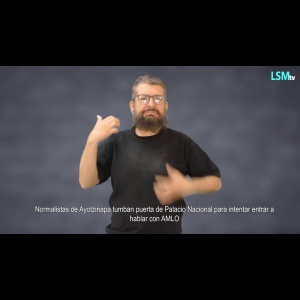 LSMtv
Normalistas de Ayotzinapa tumban puerta de Palacio Nacional para intentar entrar a
hablar con AMLO